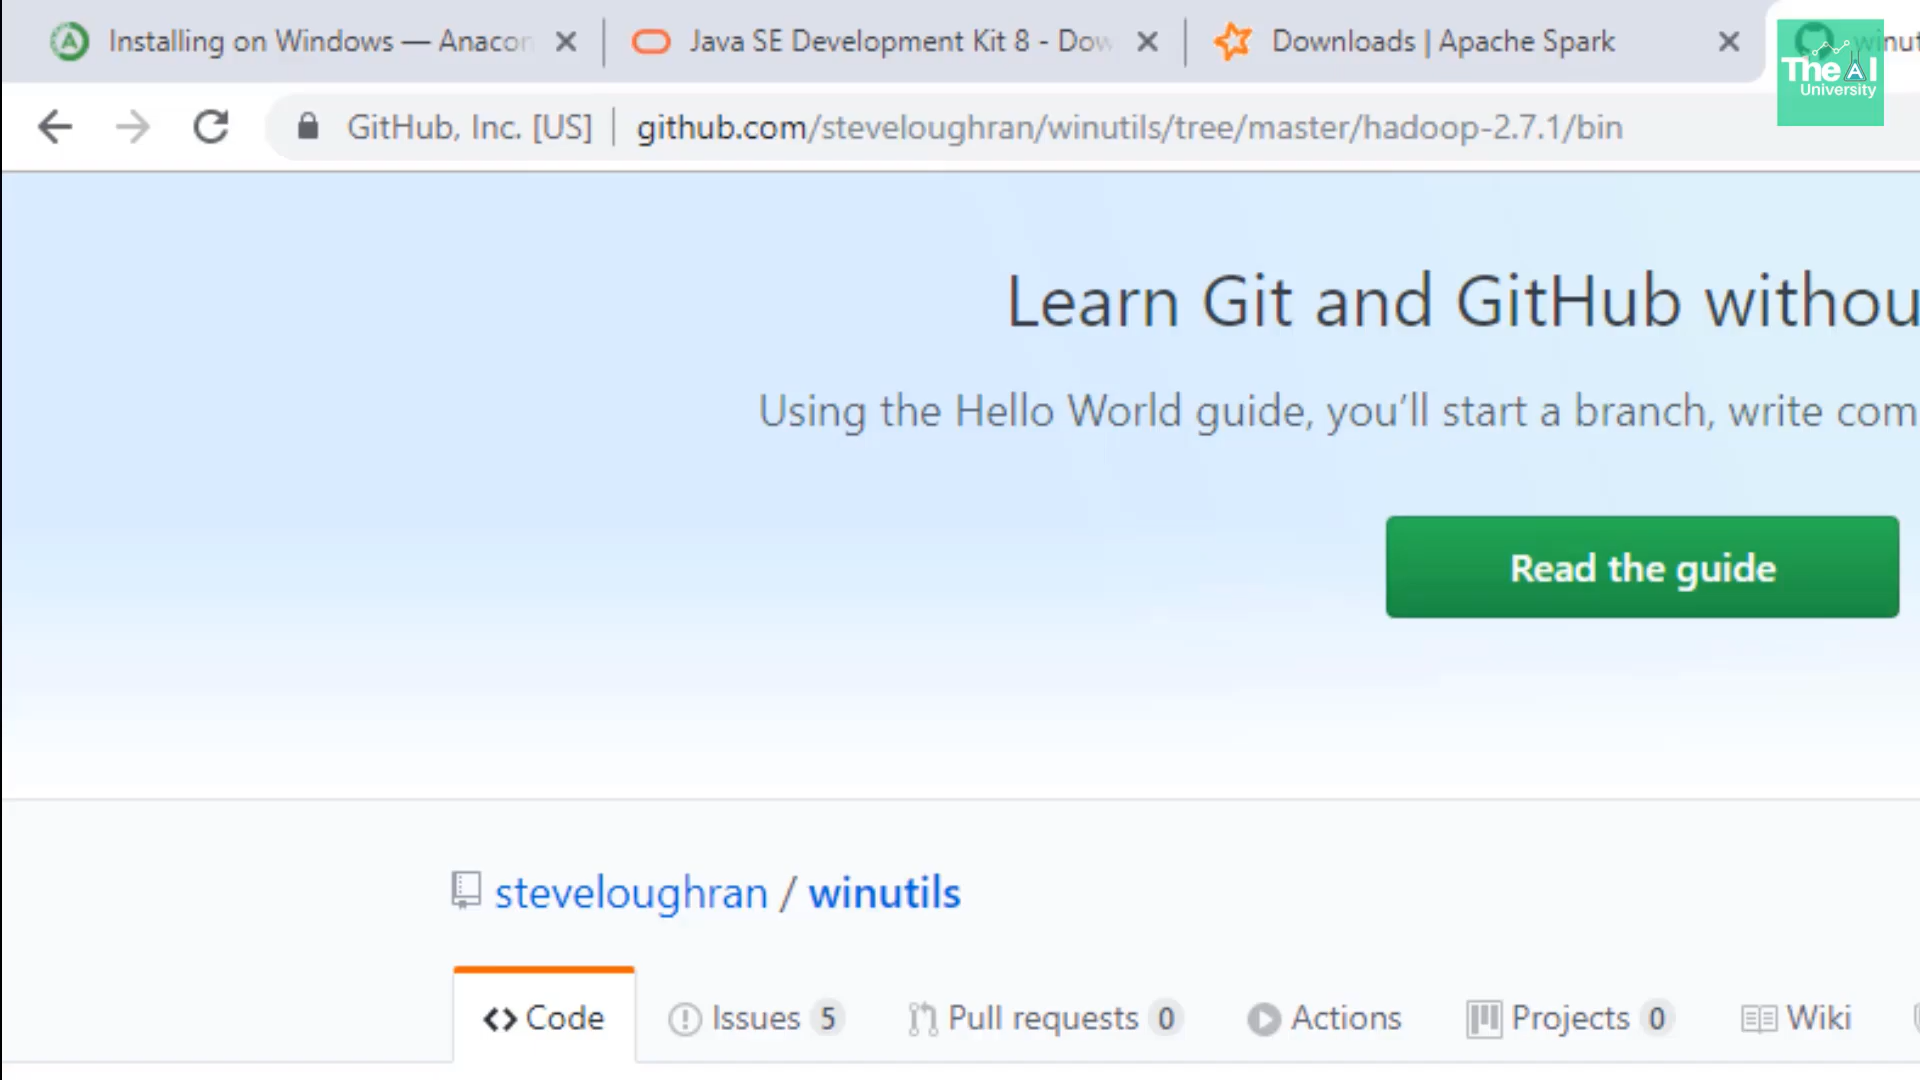 Installing on Windows — Anacon
Java SE Development Kit 8 - Dow
Downloads | Apache Spark
winut
The AI
University
GitHub, Inc. [US] | github.com/steveloughran/winutils/tree/master/hadoop-2.7.1/bin
Learn Git and GitHub withou
Using the Hello World guide, you'll start a branch, write com
Read the guide
steveloughran / winutils
<> Code
Issues 5
Pull requests 0
Actions
Projects 0
Wiki